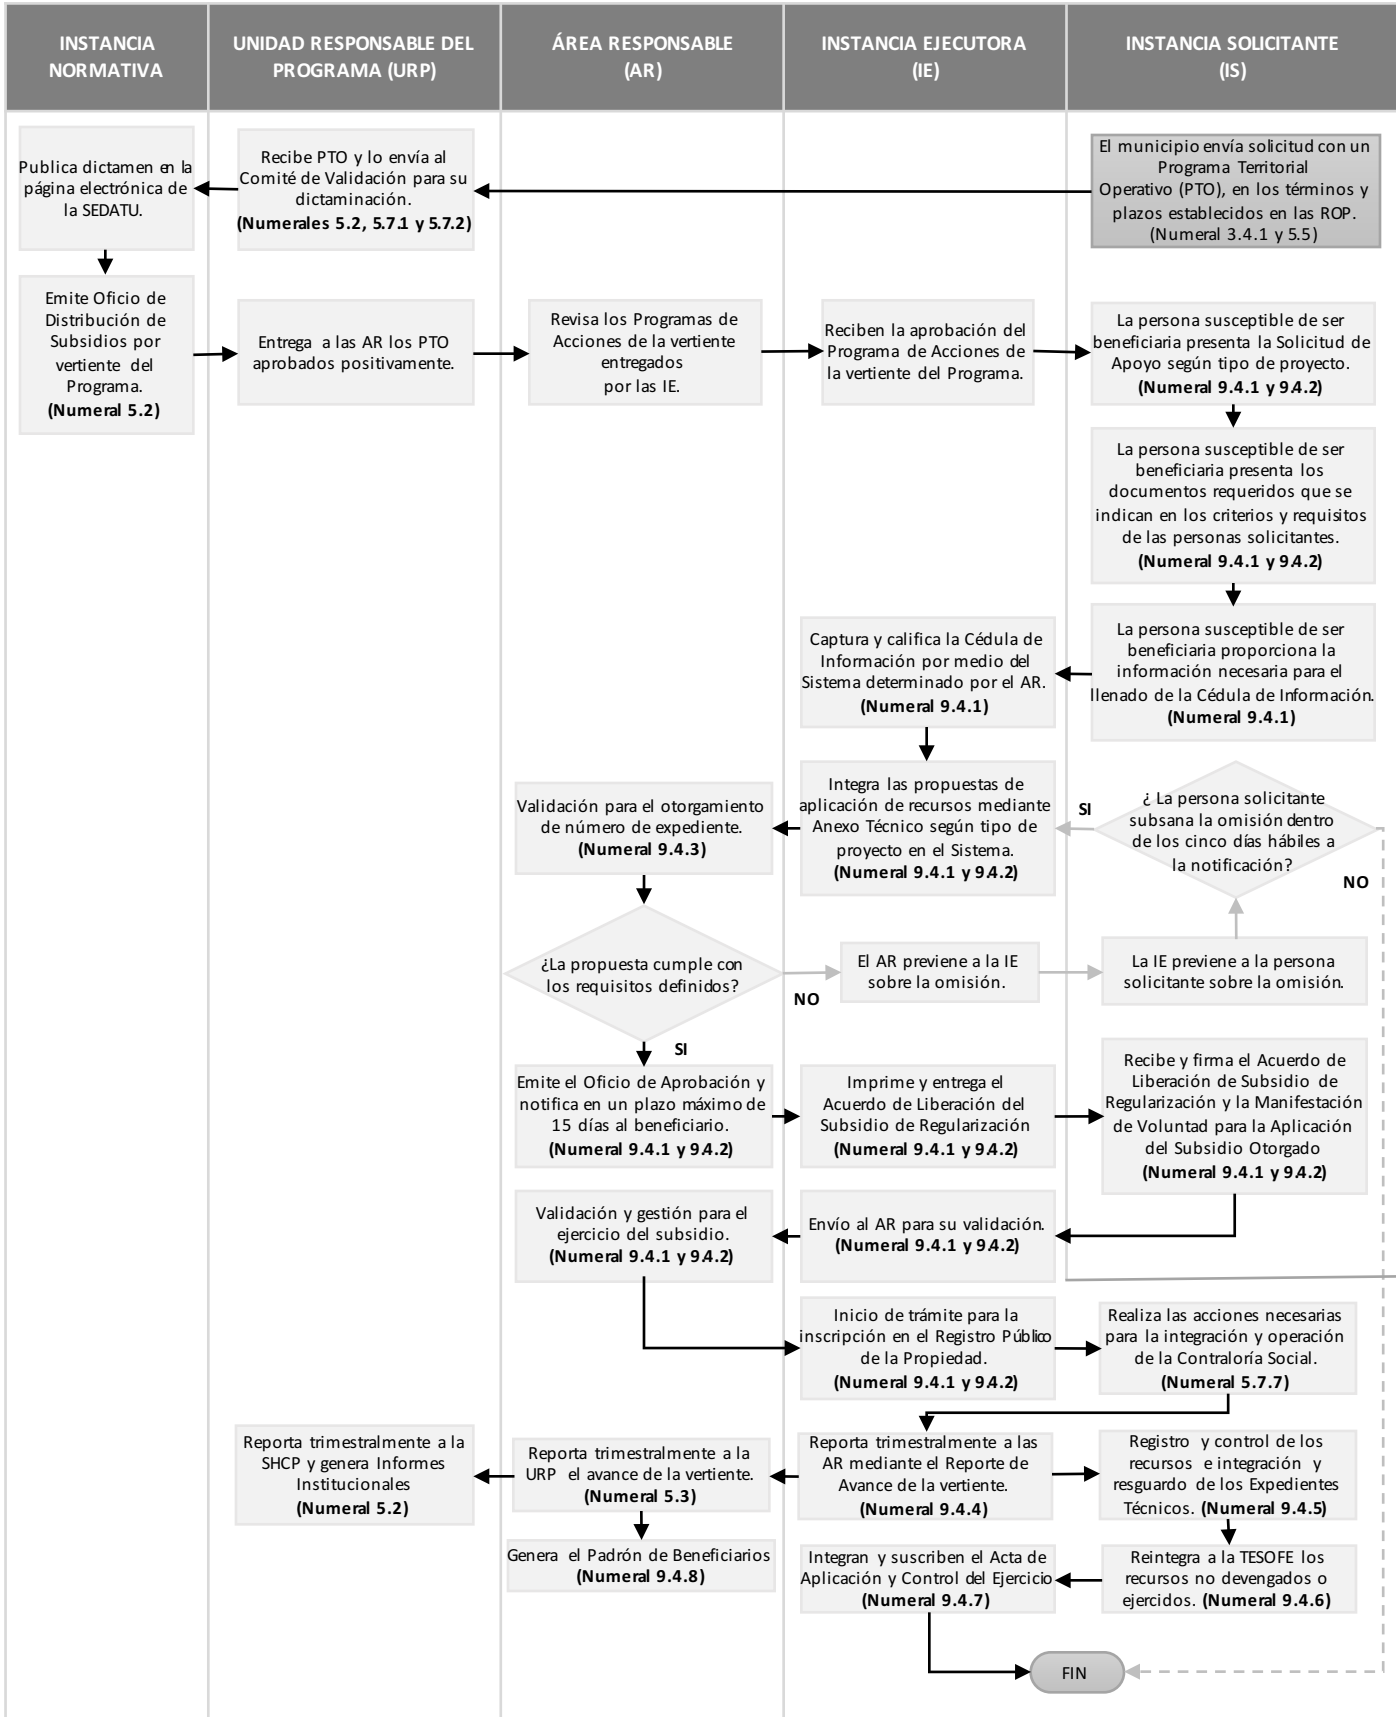 INSTANCIA
NORMATIVA
UNIDAD RESPONSABLE DEL
PROGRAMA (URP)
ÁREA RESPONSABLE
(AR)
INSTANCIA EJECUTORA
(IE)
INSTANCIA SOLICITANTE
(IS)
Publica dictamen en la
página electrónica de
la SEDATU.
Recibe PTO y lo envía al
Comité de Validación para su
dictaminación.
(Numerales 5.2, 5.7.1 y 5.7.2)
El municipio envía solicitud con un
Programa Territorial
Operativo (PTO), en los términos y
plazos establecidos en las ROP.
(Numeral 3.4.1 y 5.5)
Emite Oficio de
Distribución de
Subsidios por
vertiente del
Programa.
(Numeral 5.2)
Entrega a las AR los PTO
aprobados positivamente.
Revisa los Programas de
Acciones de la vertiente
entregados
por las IE.
Reciben la aprobación del
Programa de Acciones de
la vertiente del Programa.
La persona susceptible de ser
beneficiaria presenta la Solicitud de
Apoyo según tipo de proyecto.
(Numeral 9.4.1 y 9.4.2)
La persona susceptible de ser
beneficiaria presenta los
documentos requeridos que se
indican en los criterios y requisitos
de las personas solicitantes.
(Numeral 9.4.1 y 9.4.2)
Captura y califica la Cédula de
Información por medio del
Sistema determinado por el AR.
(Numeral 9.4.1)
La persona susceptible de ser
beneficiaria proporciona la
información necesaria para el
llenado de la Cédula de Información.
(Numeral 9.4.1)
Validación para el otorgamiento
de número de expediente.
(Numeral 9.4.3)
Integra las propuestas de
aplicación de recursos mediante
Anexo Técnico según tipo de
proyecto en el Sistema.
(Numeral 9.4.1 y 9.4.2)
SI
¿ La persona solicitante
subsana la omisión dentro
de los cinco días hábiles a
la notificación?
NO
¿La propuesta cumple con
los requisitos definidos?
NO
El AR previene a la IE
sobre la omisión.
La IE previene a la persona
solicitante sobre la omisión.
SI
Emite el Oficio de Aprobación y
notifica en un plazo máximo de
15 días al beneficiario.
(Numeral 9.4.1 y 9.4.2)
Imprime y entrega el
Acuerdo de Liberación del
Subsidio de Regularización
(Numeral 9.4.1 y 9.4.2)
Recibe y firma el Acuerdo de
Liberación de Subsidio de
Regularización y la Manifestación
de Voluntad para la Aplicación
del Subsidio Otorgado
(Numeral 9.4.1 y 9.4.2)
Validación y gestión para el
ejercicio del subsidio.
(Numeral 9.4.1 y 9.4.2)
Envío al AR para su validación.
(Numeral 9.4.1 y 9.4.2)
Inicio de trámite para la
inscripción en el Registro Público
de la Propiedad.
(Numeral 9.4.1 y 9.4.2)
Realiza las acciones necesarias
para la integración y operación
de la Contraloría Social.
(Numeral 5.7.7)
Reporta trimestralmente a la
SHCP y genera Informes
Institucionales
(Numeral 5.2)
Reporta trimestralmente a la
URP el avance de la vertiente.
(Numeral 5.3)
Reporta trimestralmente a las
AR mediante el Reporte de
Avance de la vertiente.
(Numeral 9.4.4)
Registro y control de los
recursos e integración y
resguardo de los Expedientes
Técnicos. (Numeral 9.4.5)
Genera el Padrón de Beneficiarios
(Numeral 9.4.8)
Integran y suscriben el Acta de
Aplicación y Control del Ejercicio
(Numeral 9.4.7)
Reintegra a la TESOFE los
recursos no devengados o
ejercidos. (Numeral 9.4.6)
FIN